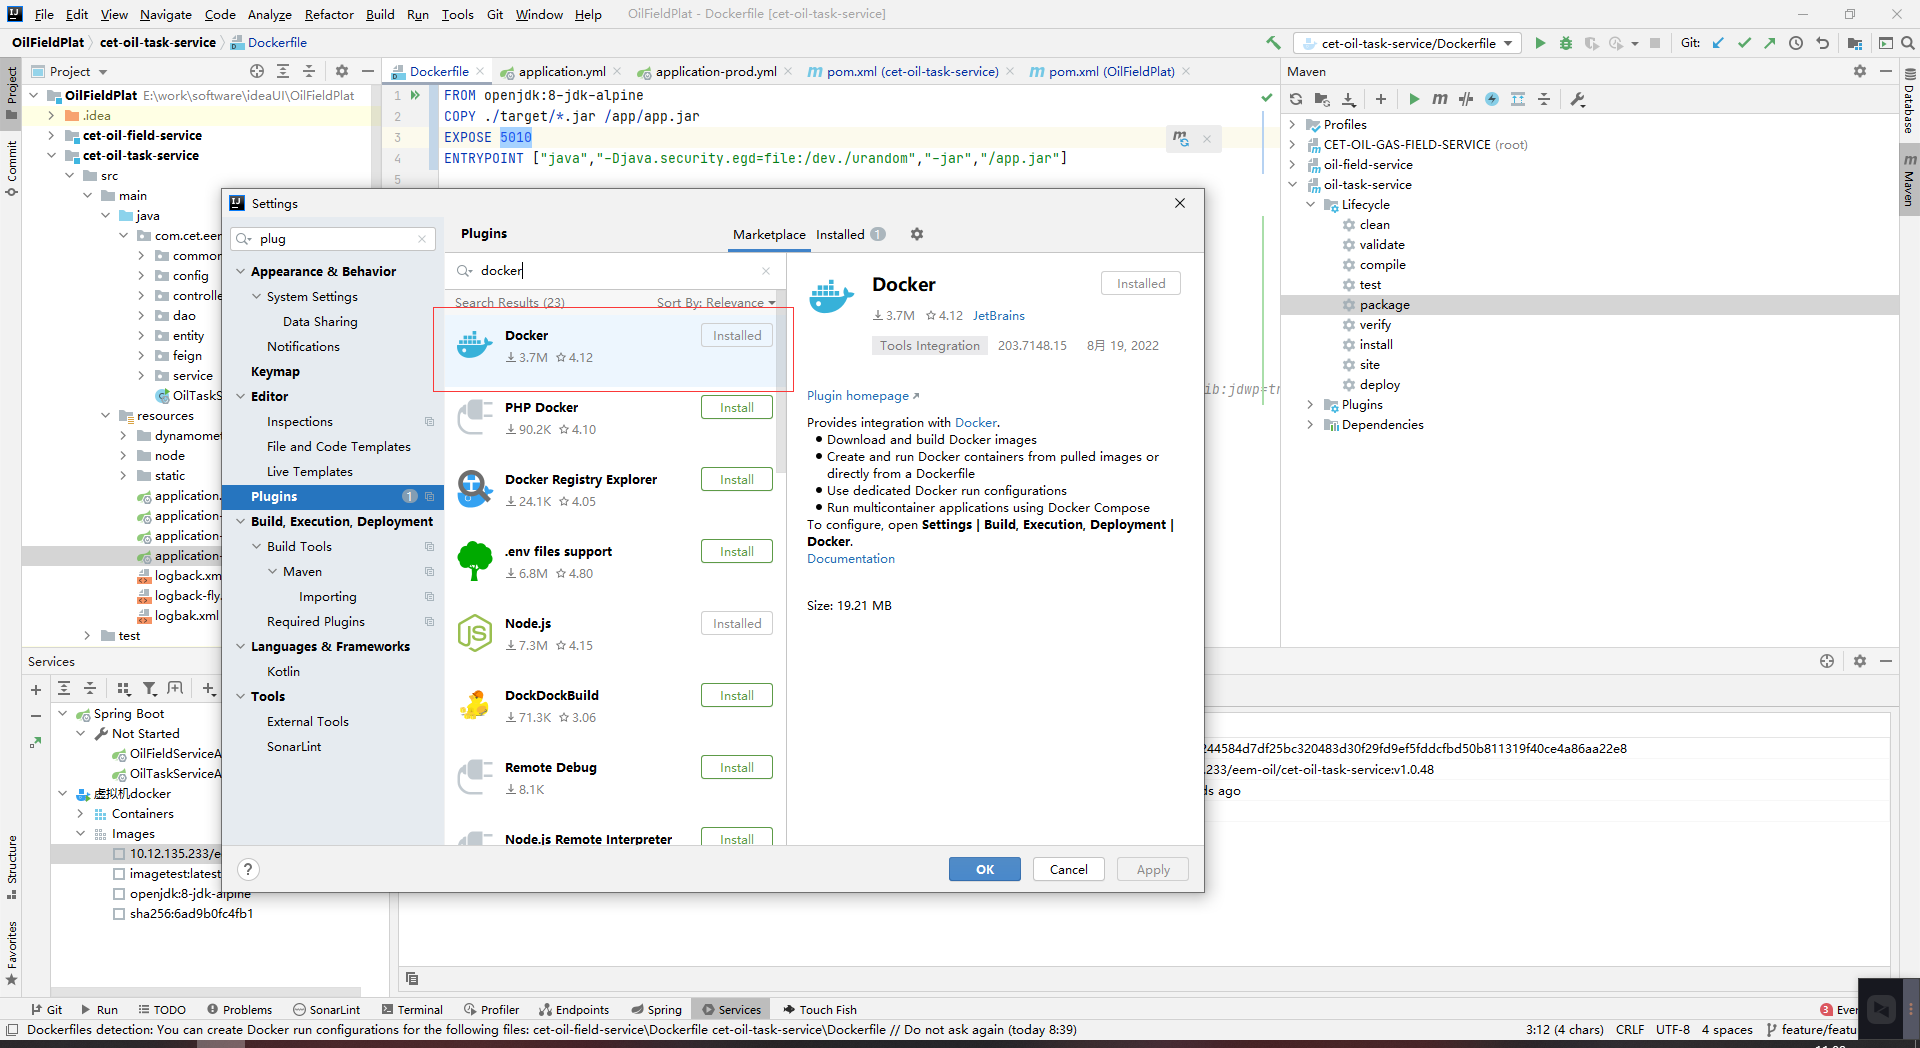 File Edit View Navigate Code Analyze Refactor Build Run Tools Git Window Help OilFieldPlat - Dockerfile [cet-oil-task-service]
OilFieldPlat cet-oil-task-service Dockerfile
cet-oil-task-service/Dockerfile Git:
Project
Dockerfile application.yml application-prod.yml pom.xml (cet-oil-task-service) pom.xml (OilFieldPlat)
Maven
OilFieldPlat E:\work\software\ideaUI\OilFieldPlat
.idea
cet-oil-field-service
cet-oil-task-service
src
main
java
com.cet.eem
common
config
controlle
dao
entity
feign
service
OilTaskS
resources
dynamomet
node
static
application.
application-
application-
application-
logback.xm
logback-fly.
logbak.xml
test
1 FROM openjdk:8-jdk-alpine
2 COPY ./target/*.jar /app/app.jar
3 EXPOSE 5010
4 ENTRYPOINT ["java","-Djava.security.egd=file:/dev./urandom","-jar","/app.jar"]
5
ib:jdwp=tr
Profiles
CET-OIL-GAS-FIELD-SERVICE (root)
oil-field-service
oil-task-service
Lifecycle
clean
validate
compile
test
package
verify
install
site
deploy
Plugins
Dependencies
Project
Commit
Structure
Favorites
Database
Maven
Settings
plug
Appearance & Behavior
System Settings
Data Sharing
Notifications
Keymap
Editor
Inspections
File and Code Templates
Live Templates
Plugins 1
Build, Execution, Deployment
Build Tools
Maven
Importing
Required Plugins
Languages & Frameworks
Kotlin
Tools
External Tools
SonarLint
Plugins Marketplace Installed 1
docker
Search Results (23) Sort By: Relevance
Docker Installed
3.7M 4.12
PHP Docker Install
90.2K 4.10
Docker Registry Explorer Install
24.1K 4.05
.env files support Install
6.8M 4.80
Node.js Installed
7.3M 4.15
DockDockBuild Install
71.3K 3.06
Remote Debug Install
8.1K
Node.js Remote Interpreter Install
Docker Installed
3.7M 4.12 JetBrains
Tools Integration 203.7148.15 8月 19, 2022
Plugin homepage
Provides integration with Docker.
Download and build Docker images
Create and run Docker containers from pulled images or
directly from a Dockerfile
Use dedicated Docker run configurations
Run multicontainer applications using Docker Compose
To configure, open Settings | Build, Execution, Deployment |
Docker.
Documentation
Size: 19.21 MB
? OK Cancel Apply
Services
Spring Boot
Not Started
OilFieldServiceA
OilTaskServiceA
虚拟机docker
Containers
Images
10.12.135.233/e
imagetest:latest
openjdk:8-jdk-alpine
sha256:6ad9b0fc4fb1
244584d7df25bc320483d30f29fd9ef5fddcfbd50b811319f40ce4a86aa22e8
.233/eem-oil/cet-oil-task-service:v1.0.48
ds ago
Git Run TODO Problems SonarLint Terminal Profiler Endpoints Spring Services Touch Fish 3 Ever
Dockerfiles detection: You can create Docker run configurations for the following files: cet-oil-field-service\Dockerfile cet-oil-task-service\Dockerfile // Do not ask again (today 8:39) 3:12 (4 chars) CRLF UTF-8 4 spaces feature/featu